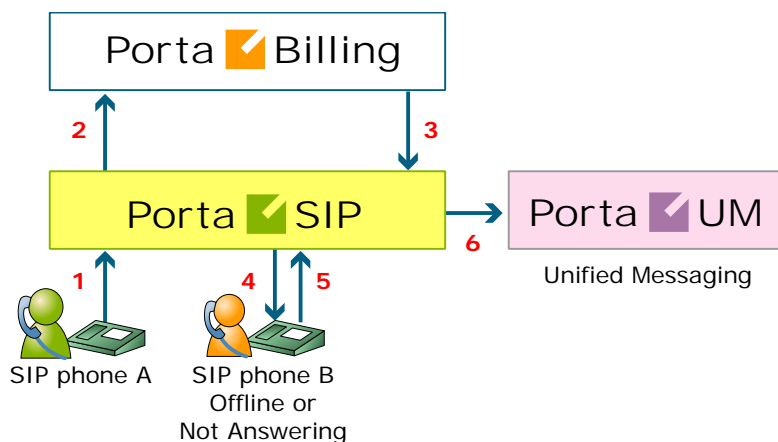 Porta Billing
2
3
Porta SIP
Porta UM
6
Unified Messaging
1
4
5
SIP phone A
SIP phone B
Offline or
Not Answering